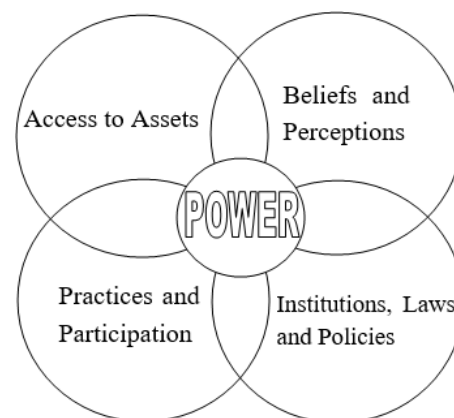 Access to Assets
Beliefs and
Perceptions
POWER
Practices and
Participation
Institutions, Laws
and Policies